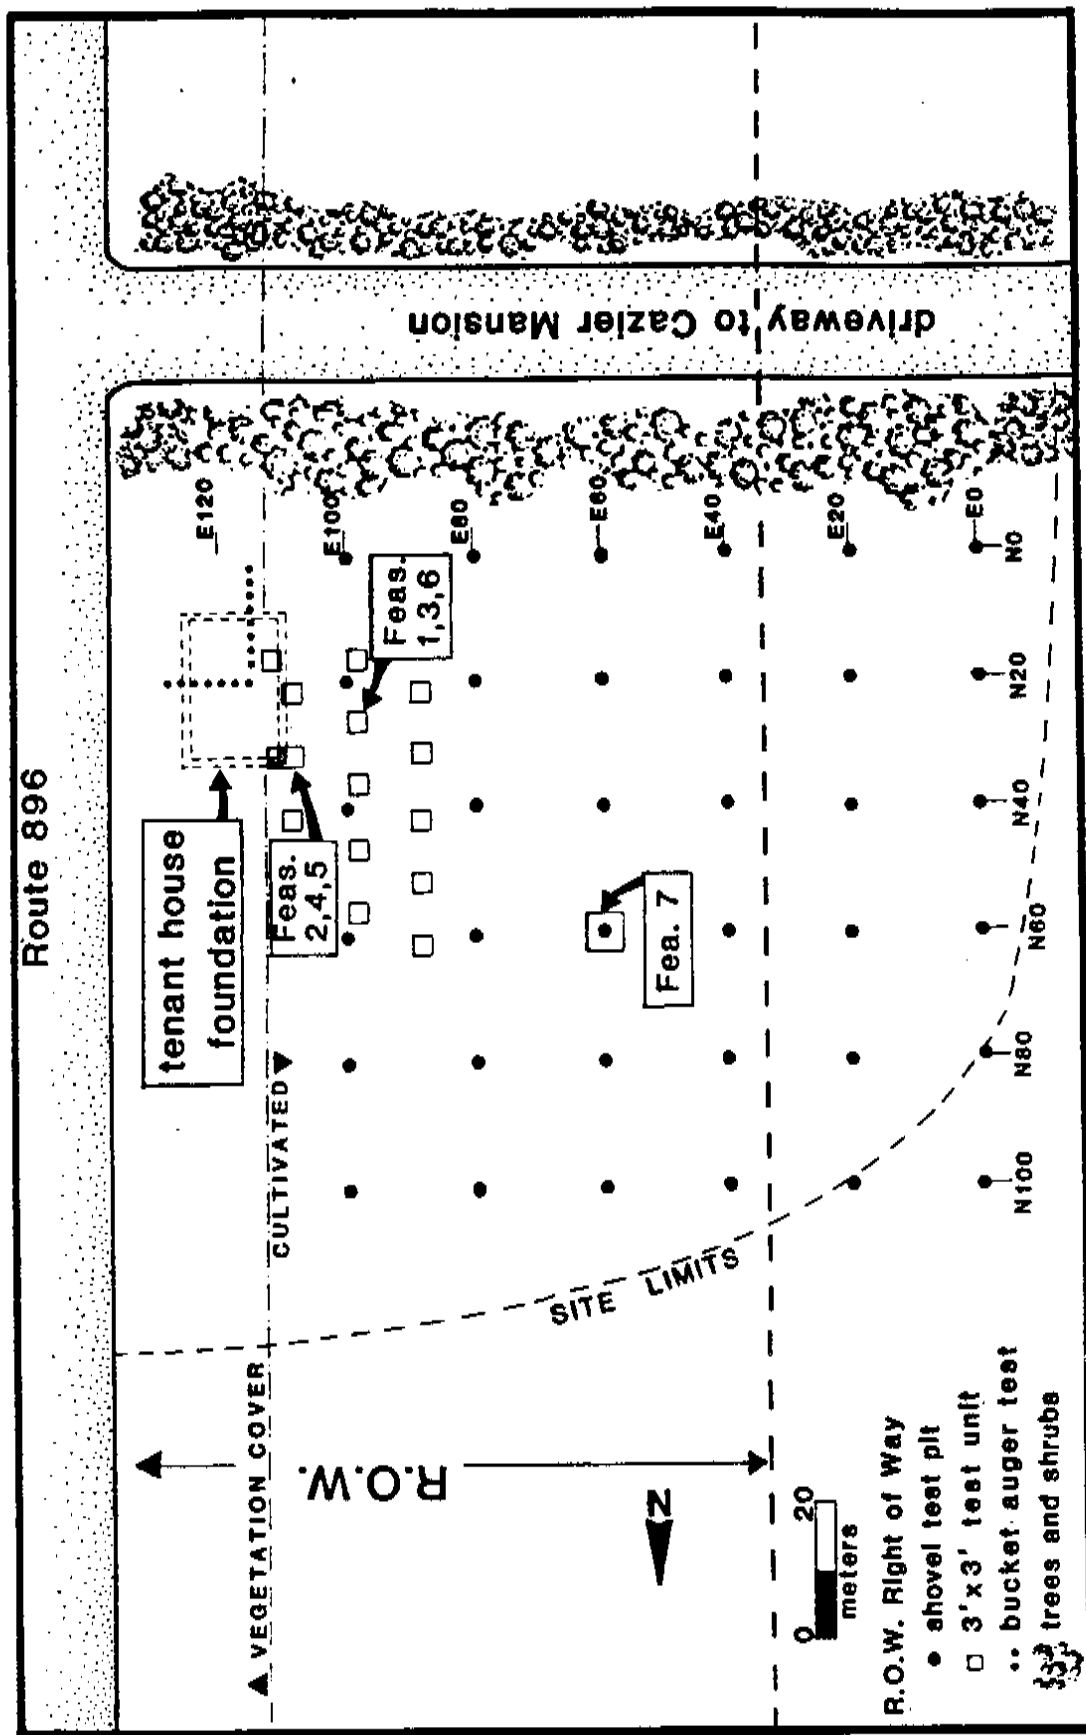 Route 896
driveway to Cazier Mansion
E120
E100
E80
E60
E40
E20
E0
N0
N20
N40
N60
N80
N100
Feas.
1,3,6
Feas.
2,4,5
Fea. 7
tenant house
foundation
CULTIVATED
VEGETATION COVER
SITE LIMITS
R.O.W.
N
0 20
meters
R.O.W. Right of Way
shovel test pit
3'x3' test unit
bucket auger test
trees and shrubs